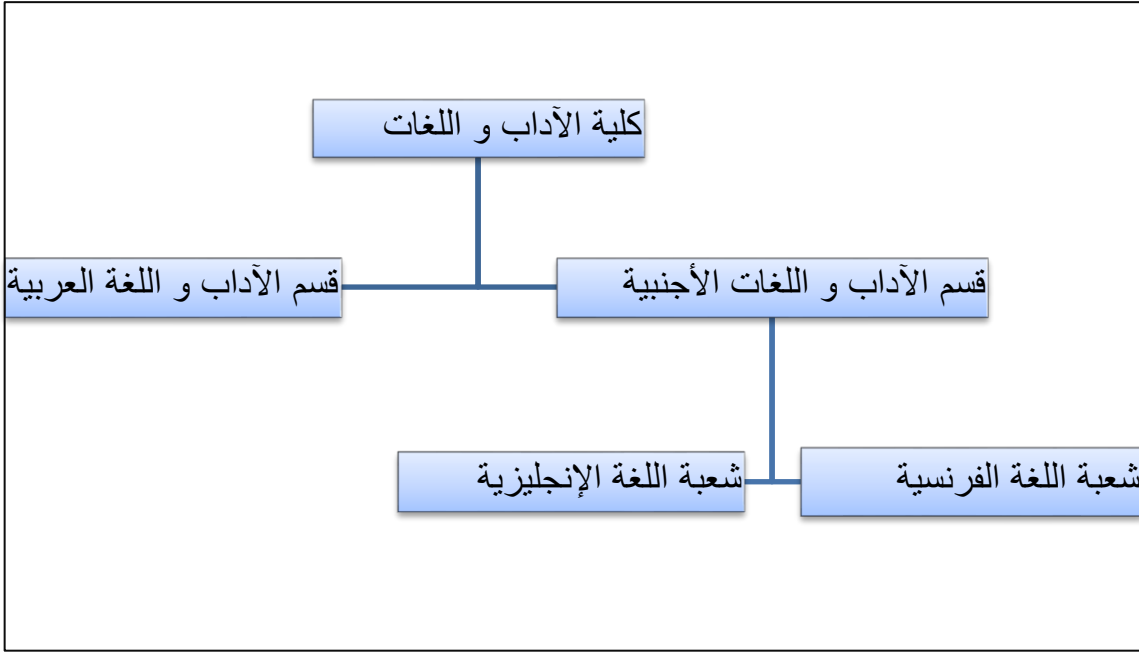 كلية الآداب و اللغات
قسم الآداب و اللغات الأجنبية
قسم الآداب و اللغة العربية
شعبة اللغة الفرنسية
شعبة اللغة الإنجليزية